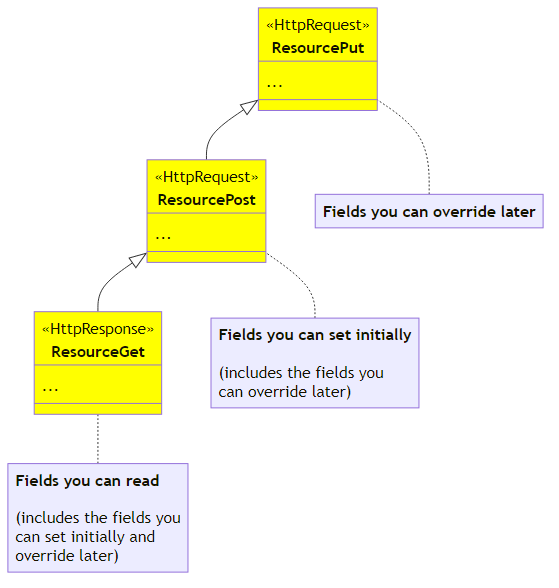 «HttpRequest»
ResourcePut
...
Fields you can override later
«HttpRequest»
ResourcePost
...
Fields you can set initially
(includes the fields you
can override later)
«HttpResponse»
ResourceGet
...
Fields you can read
(includes the fields you
can set initially and
override later)